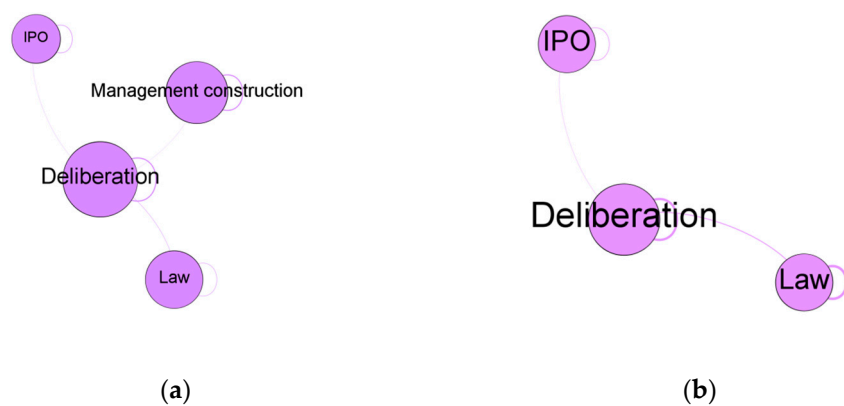 IPO
Management construction
Deliberation
Law
(a)
IPO
Deliberation
Law
(b)